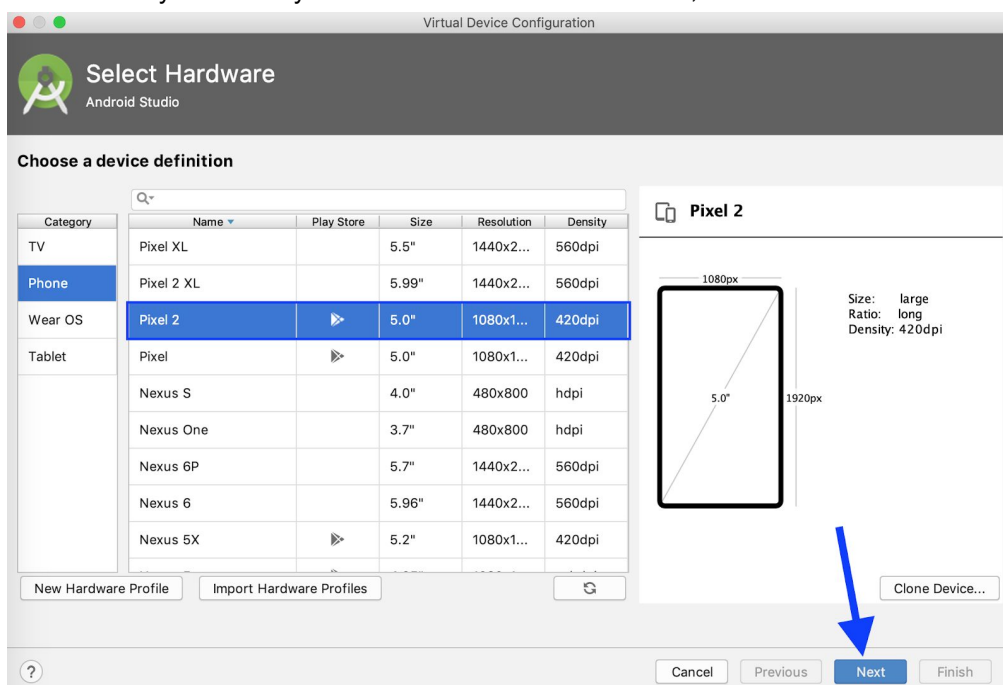 Virtual Device Configuration
Select Hardware
Android Studio
Choose a device definition
Category
TV
Phone
Wear OS
Tablet
Name Play Store Size Resolution Density
Pixel XL 5.5" 1440x2... 560dpi
Pixel 2 XL 5.99" 1440x2... 560dpi
Pixel 2 5.0" 1080x1... 420dpi
Pixel 5.0" 1080x1... 420dpi
Nexus S 4.0" 480x800 hdpi
Nexus One 3.7" 480x800 hdpi
Nexus 6P 5.7" 1440x2... 560dpi
Nexus 6 5.96" 1440x2... 560dpi
Nexus 5X 5.2" 1080x1... 420dpi
New Hardware Profile Import Hardware Profiles
Pixel 2
1080px
5.0"
1920px
Size: large
Ratio: long
Density: 420dpi
Clone Device...
? Cancel Previous Next Finish